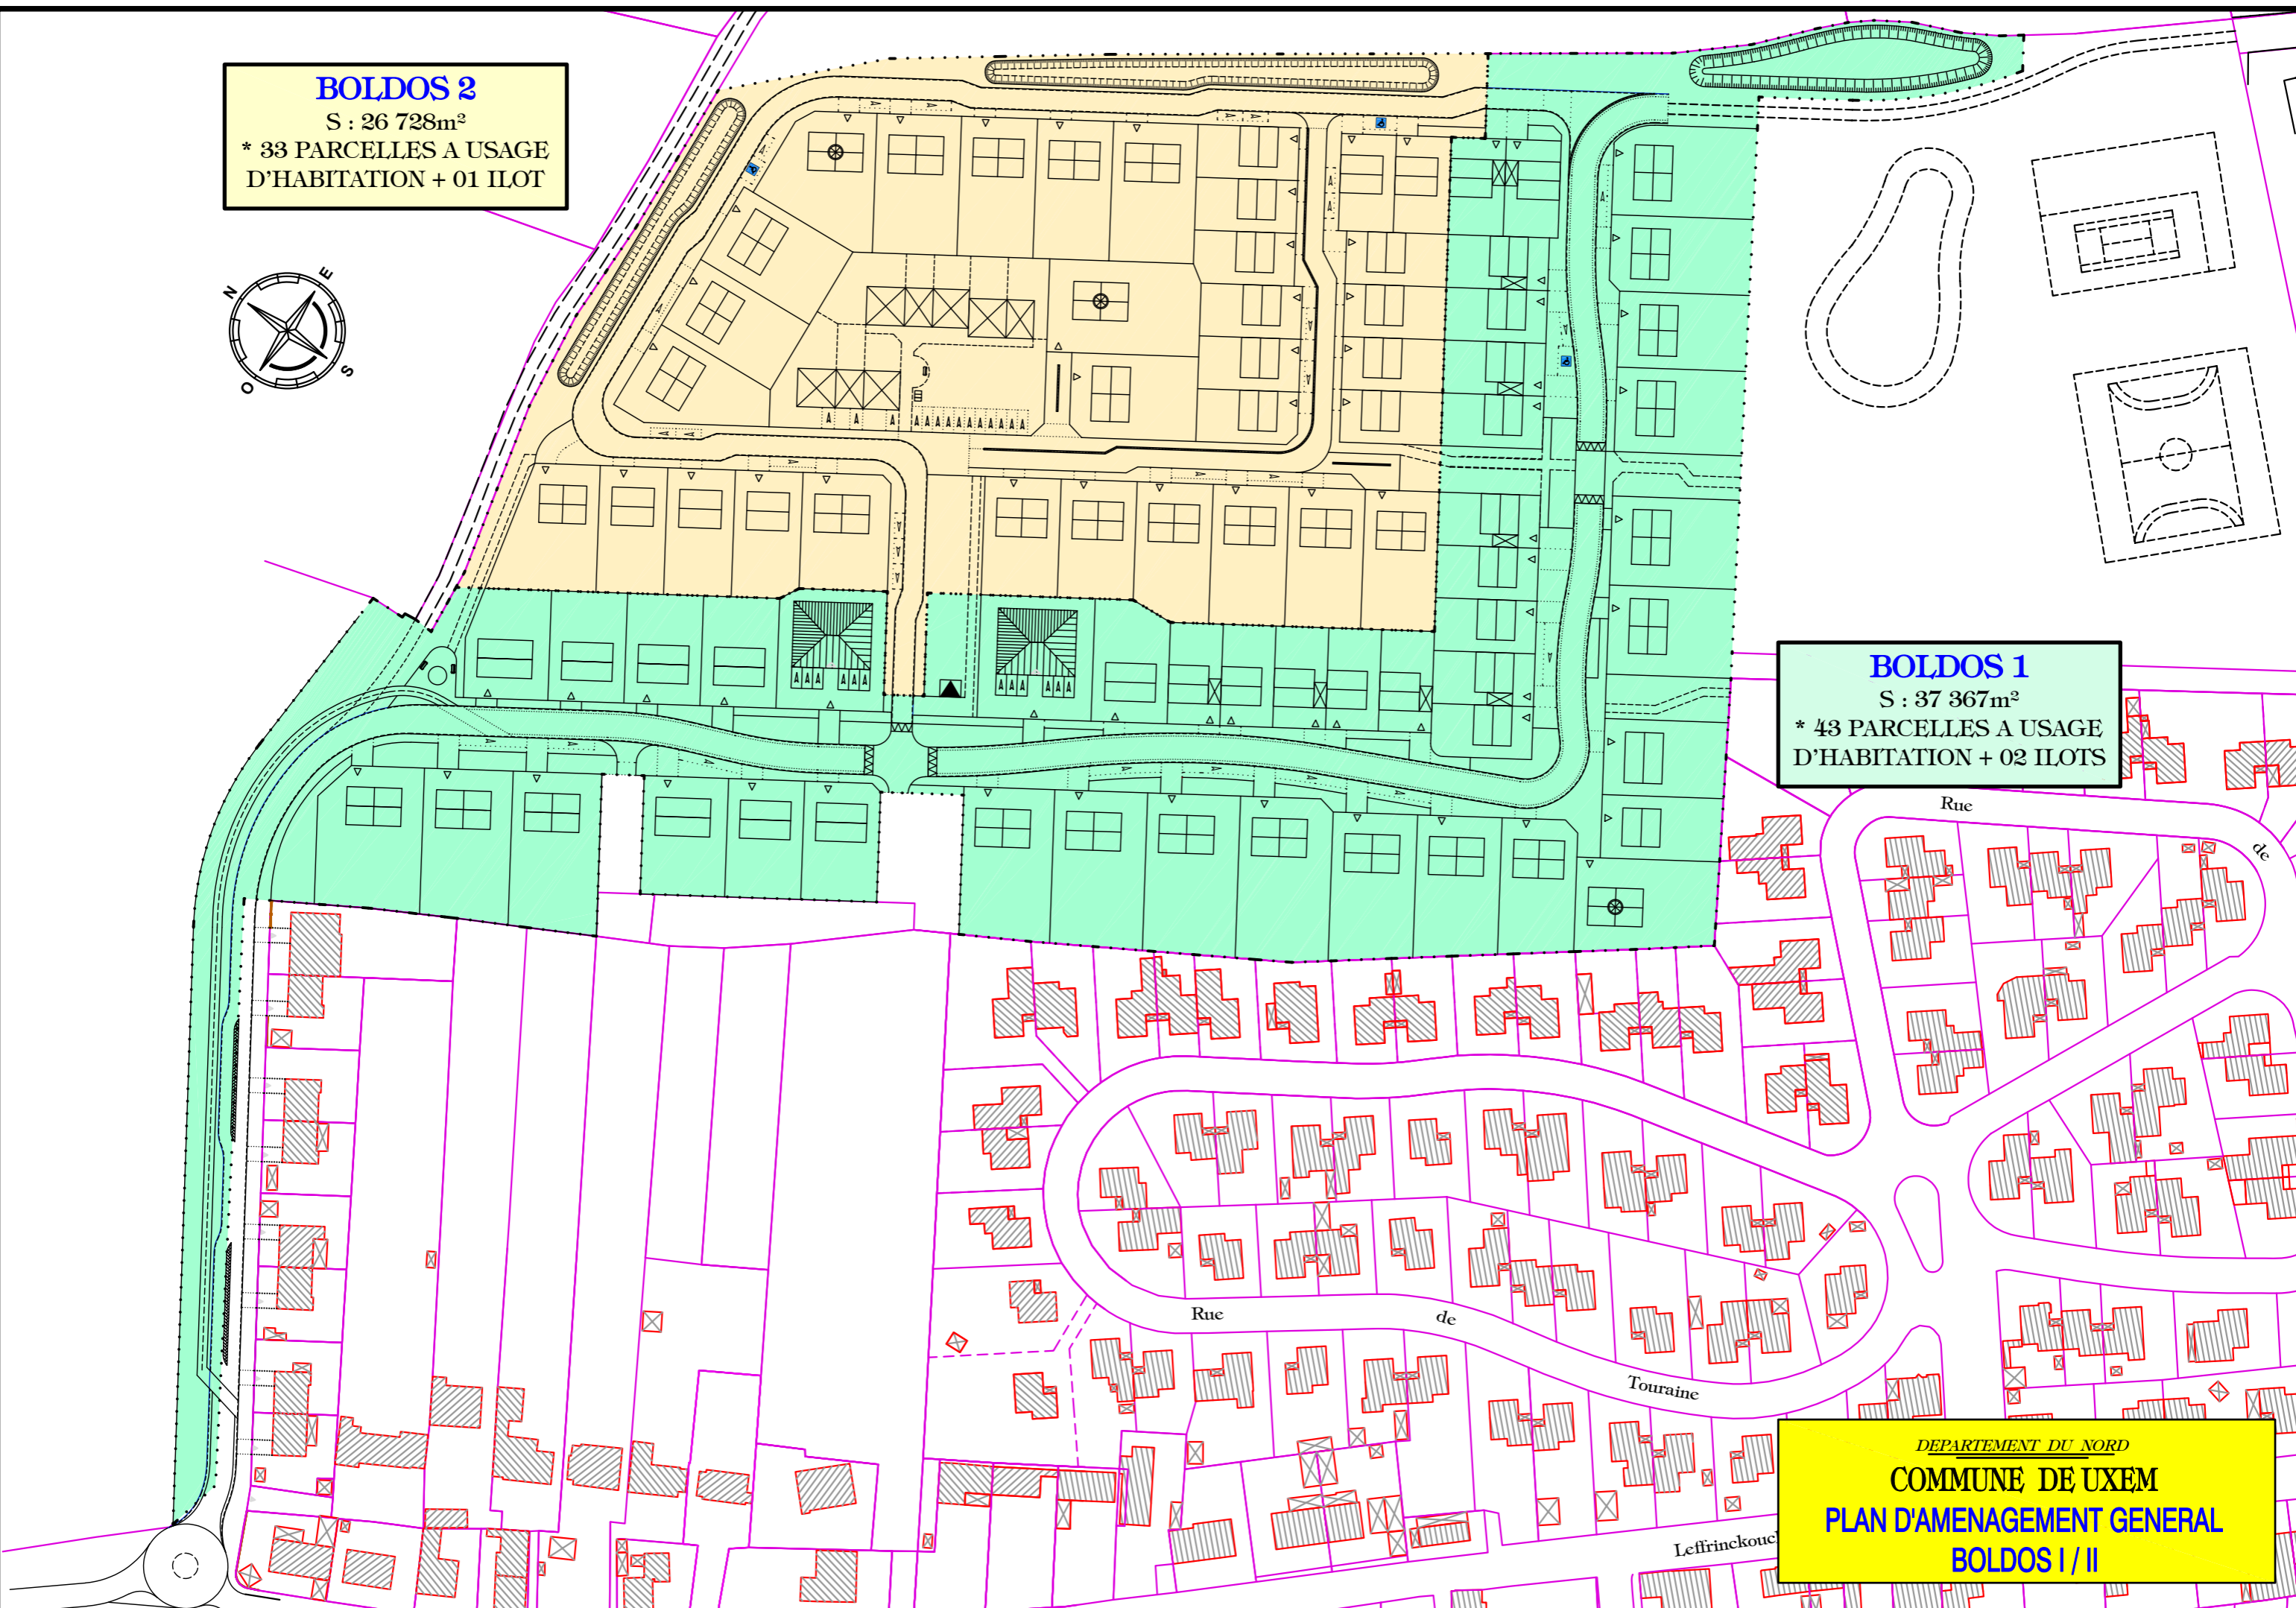 BOLDOS 2
S : 26 728m²
* 33 PARCELLES A USAGE
D'HABITATION + 01 ILOT
N
E
O
S
BOLDOS 1
S : 37 367m²
* 43 PARCELLES A USAGE
D'HABITATION + 02 ILOTS
Rue
de
Rue
de
Touraine
DEPARTEMENT DU NORD
COMMUNE DE UXEM
PLAN D'AMENAGEMENT GENERAL
BOLDOS I / II